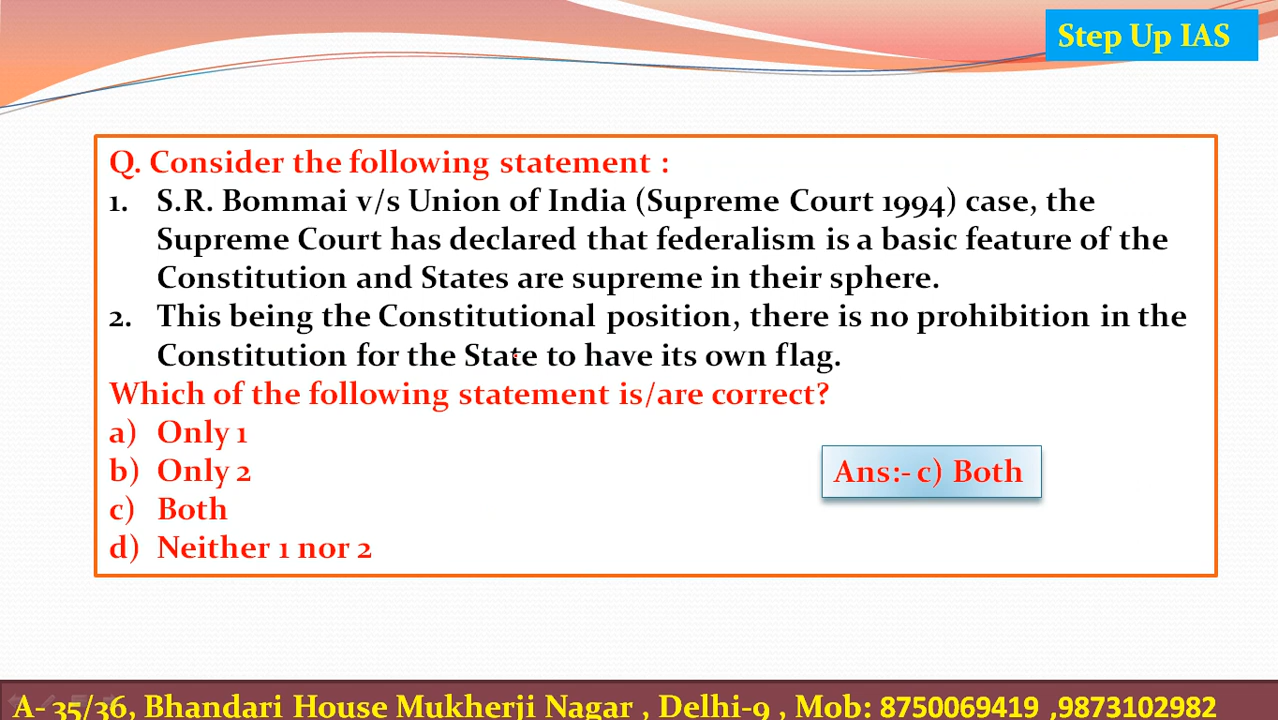 Step Up IAS
Q. Consider the following statement :
1. S.R. Bommai v/s Union of India (Supreme Court 1994) case, the
Supreme Court has declared that federalism is a basic feature of the
Constitution and States are supreme in their sphere.
2. This being the Constitutional position, there is no prohibition in the
Constitution for the State to have its own flag.
Which of the following statement is/are correct?
a) Only 1
b) Only 2
Ans:- c) Both
c) Both
d) Neither 1 nor 2
A- 35/36, Bhandari House Mukherji Nagar , Delhi-9 , Mob: 8750069419 ,9873102982